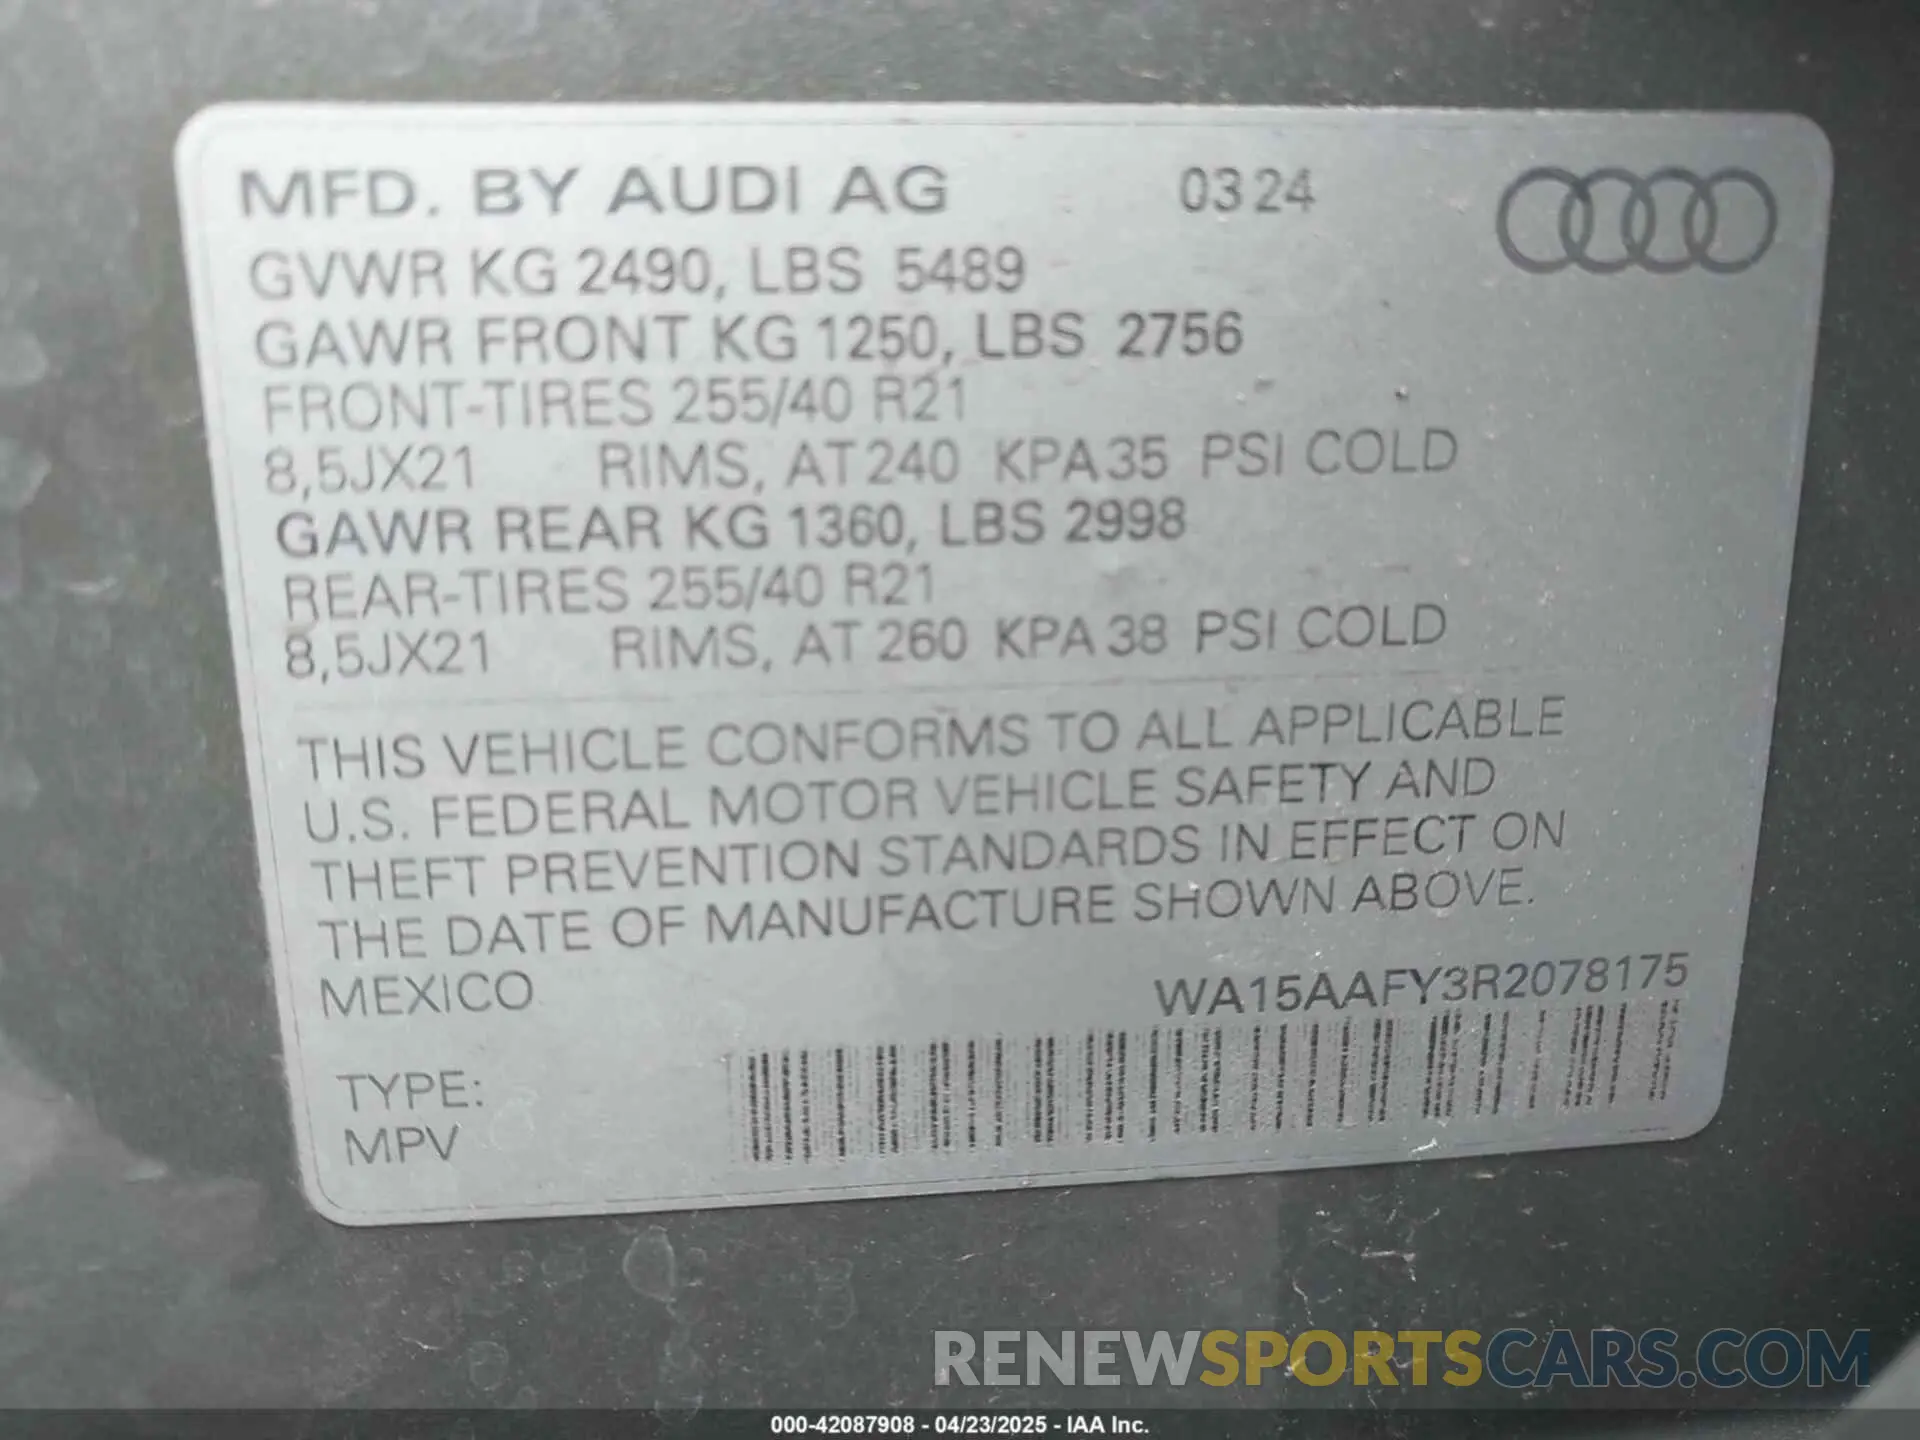 MFD. BY AUDI AG 03 24
GVWR KG 2490, LBS 5489
GAWR FRONT KG 1250, LBS 2756
FRONT-TIRES 255/40 R21
8,5JX21 RIMS, AT 240 KPA 35 PSI COLD
GAWR REAR KG 1360, LBS 2998
REAR-TIRES 255/40 R21
8,5JX21 RIMS, AT 260 KPA 38 PSI COLD
THIS VEHICLE CONFORMS TO ALL APPLICABLE
U.S. FEDERAL MOTOR VEHICLE SAFETY AND
THEFT PREVENTION STANDARDS IN EFFECT ON
THE DATE OF MANUFACTURE SHOWN ABOVE.
MEXICO WA15AAFY3R2078175
TYPE:
MPV
RENEWSPORTSCARS.COM
000-42087908 - 04/23/2025 - IAA Inc.